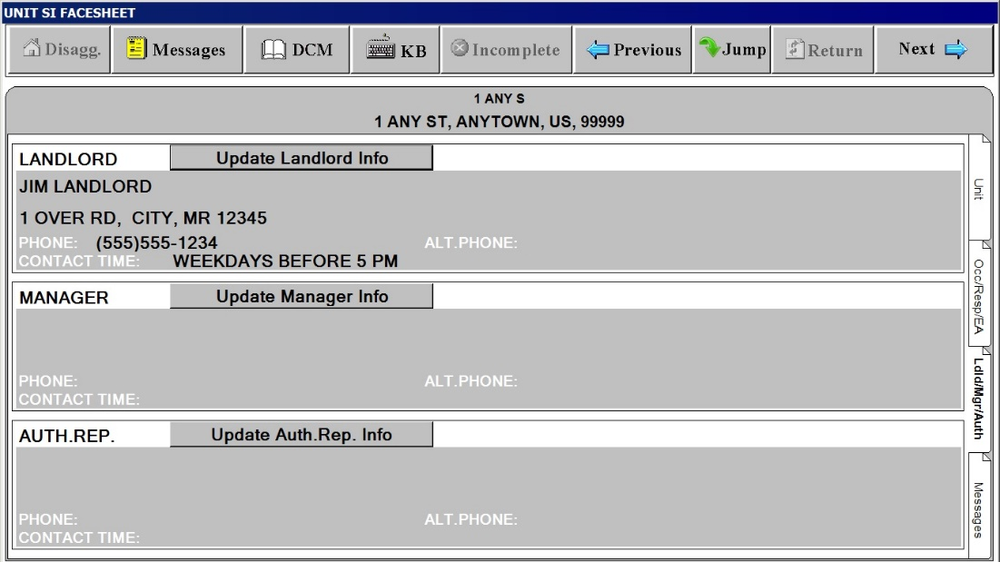 UNIT SI FACESHEET
Disagg. Messages DCM KB Incomplete Previous Jump Return Next
1 ANY S
1 ANY ST, ANYTOWN, US, 99999
LANDLORD Update Landlord Info
JIM LANDLORD
1 OVER RD, CITY, MR 12345
PHONE: (555)555-1234 ALT.PHONE:
CONTACT TIME: WEEKDAYS BEFORE 5 PM
MANAGER Update Manager Info
PHONE: ALT.PHONE:
CONTACT TIME:
AUTH.REP. Update Auth.Rep. Info
PHONE: ALT.PHONE:
CONTACT TIME:
Unit
Occ/Resp/EA
Ldld/Mgr/Auth
Messages